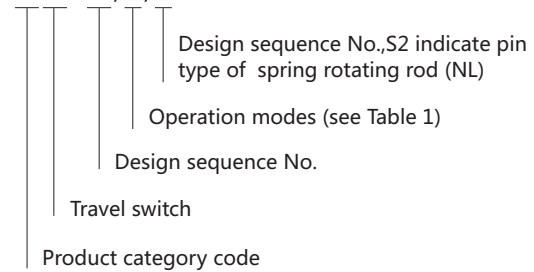 Design sequence No.,S2 indicate pin
type of spring rotating rod (NL)
Operation modes (see Table 1)
Design sequence No.
Travel switch
Product category code